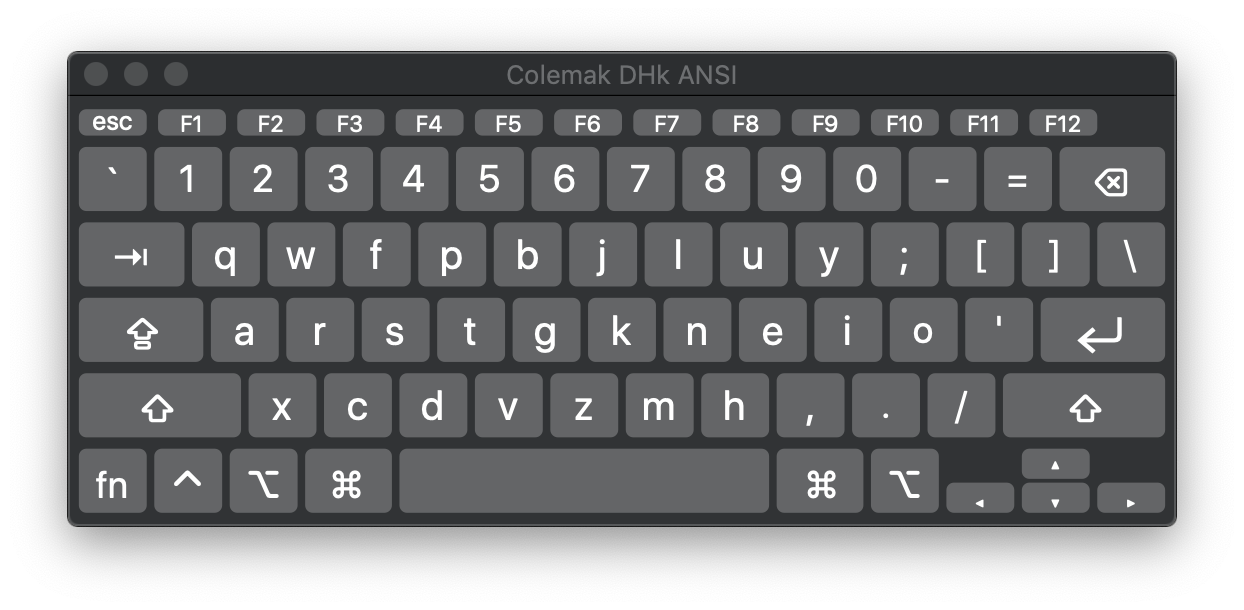 Colemak DHk ANSI
esc F1 F2 F3 F4 F5 F6 F7 F8 F9 F10 F11 F12
` 1 2 3 4 5 6 7 8 9 0 - =
q w f p b j l u y ; [ ] \
a r s t g k n e i o '
x c d v z m h , . /
fn